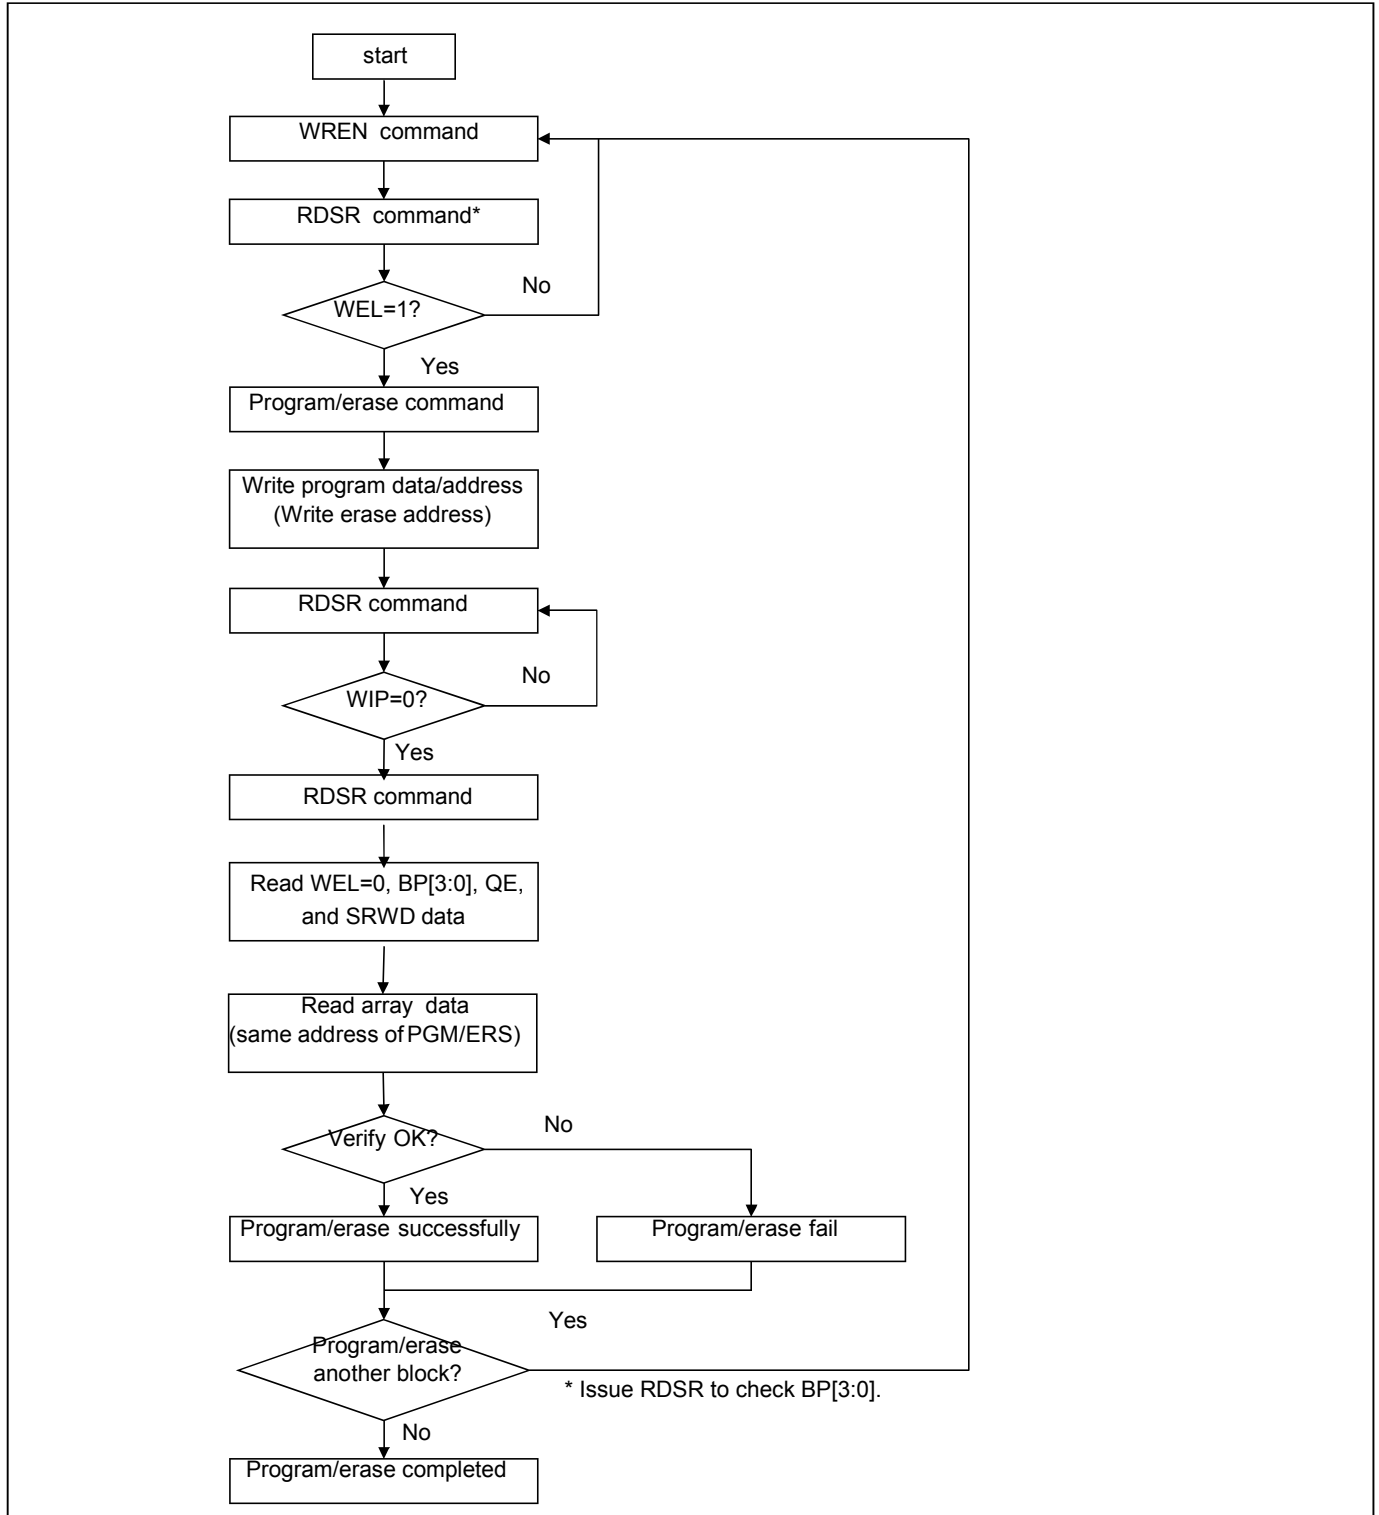 start
WREN command
RDSR command*
No
WEL=1?
Yes
Program/erase command
Write program data/address
(Write erase address)
RDSR command
No
WIP=0?
Yes
RDSR command
Read WEL=0, BP[3:0], QE,
and SRWD data
Read array data
(same address of PGM/ERS)
No
Verify OK?
Yes
Program/erase successfully
Program/erase fail
Yes
Program/erase
another block?
* Issue RDSR to check BP[3:0].
No
Program/erase completed